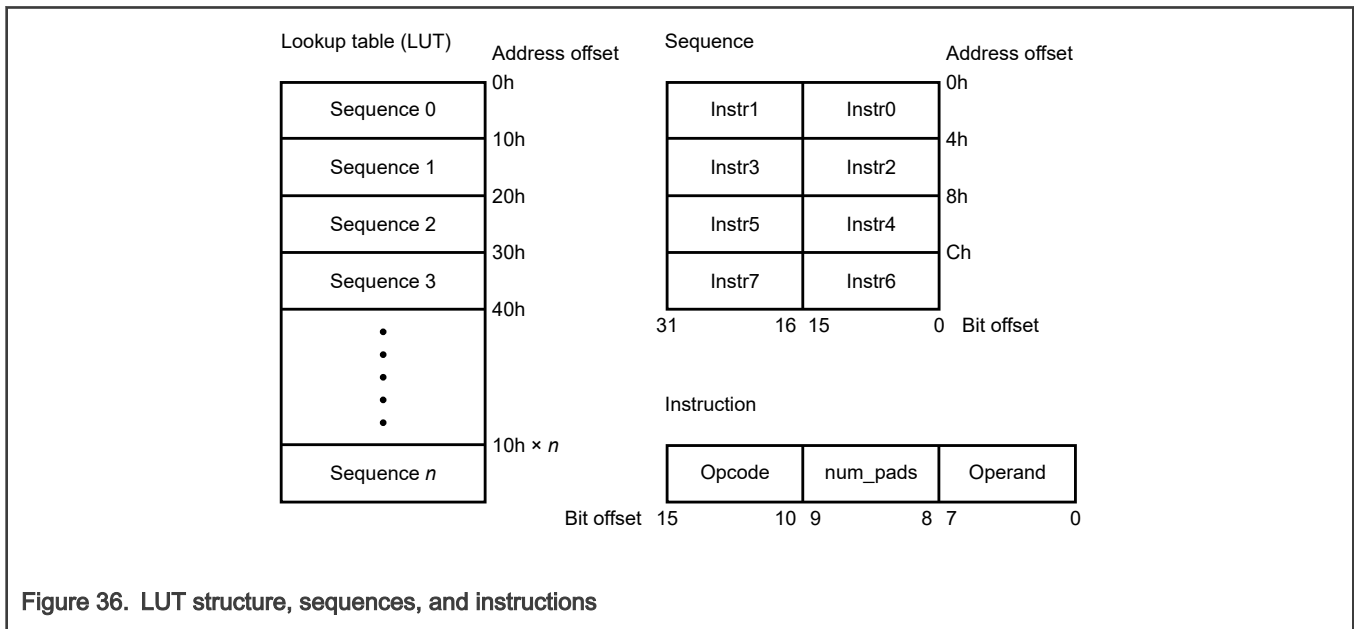 Lookup table (LUT)
Address offset
0h
Sequence 0
10h
Sequence 1
20h
Sequence 2
30h
Sequence 3
40h
10h × n
Sequence n
Sequence
Address offset
0h
Instr1 Instr0
4h
Instr3 Instr2
8h
Instr5 Instr4
Ch
Instr7 Instr6
31 16 15 0 Bit offset
Instruction
Opcode num_pads Operand
Bit offset 15 10 9 8 7 0
Figure 36. LUT structure, sequences, and instructions